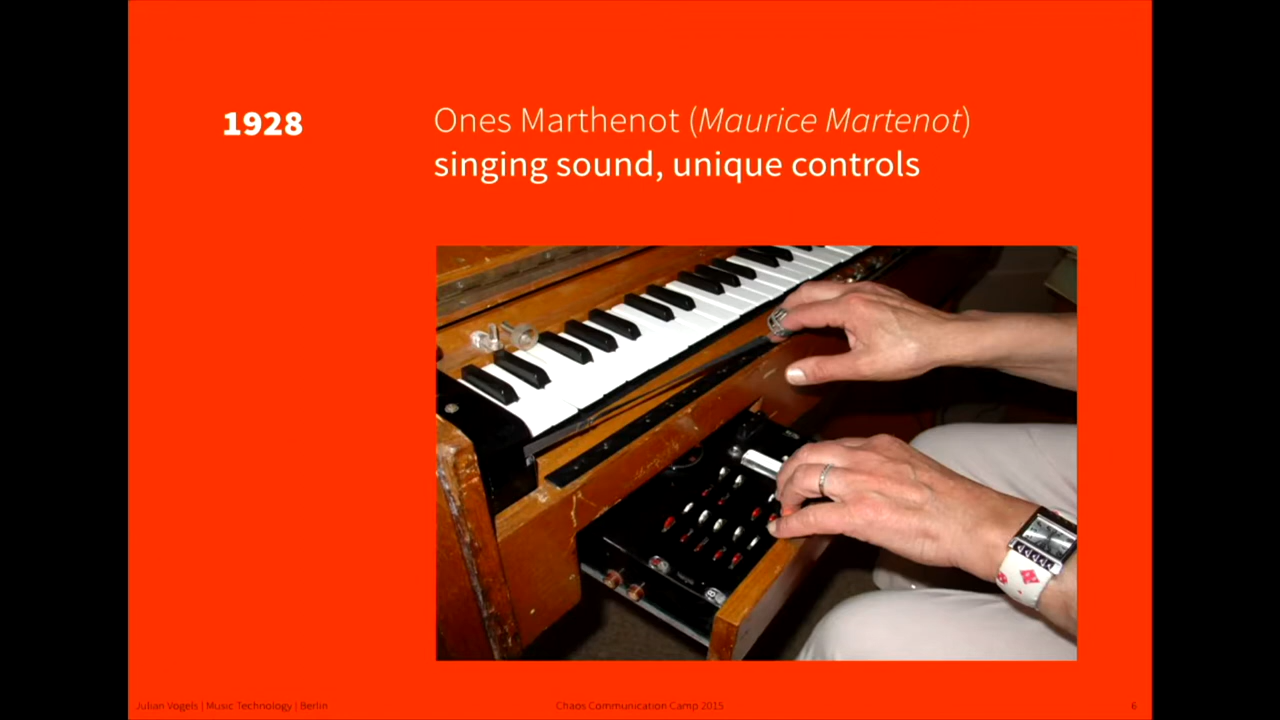 1928
Ones Marthenot (Maurice Martenot)
singing sound, unique controls
Julian Vogels | Music Technology | Berlin
Chaos Communication Camp 2015
6